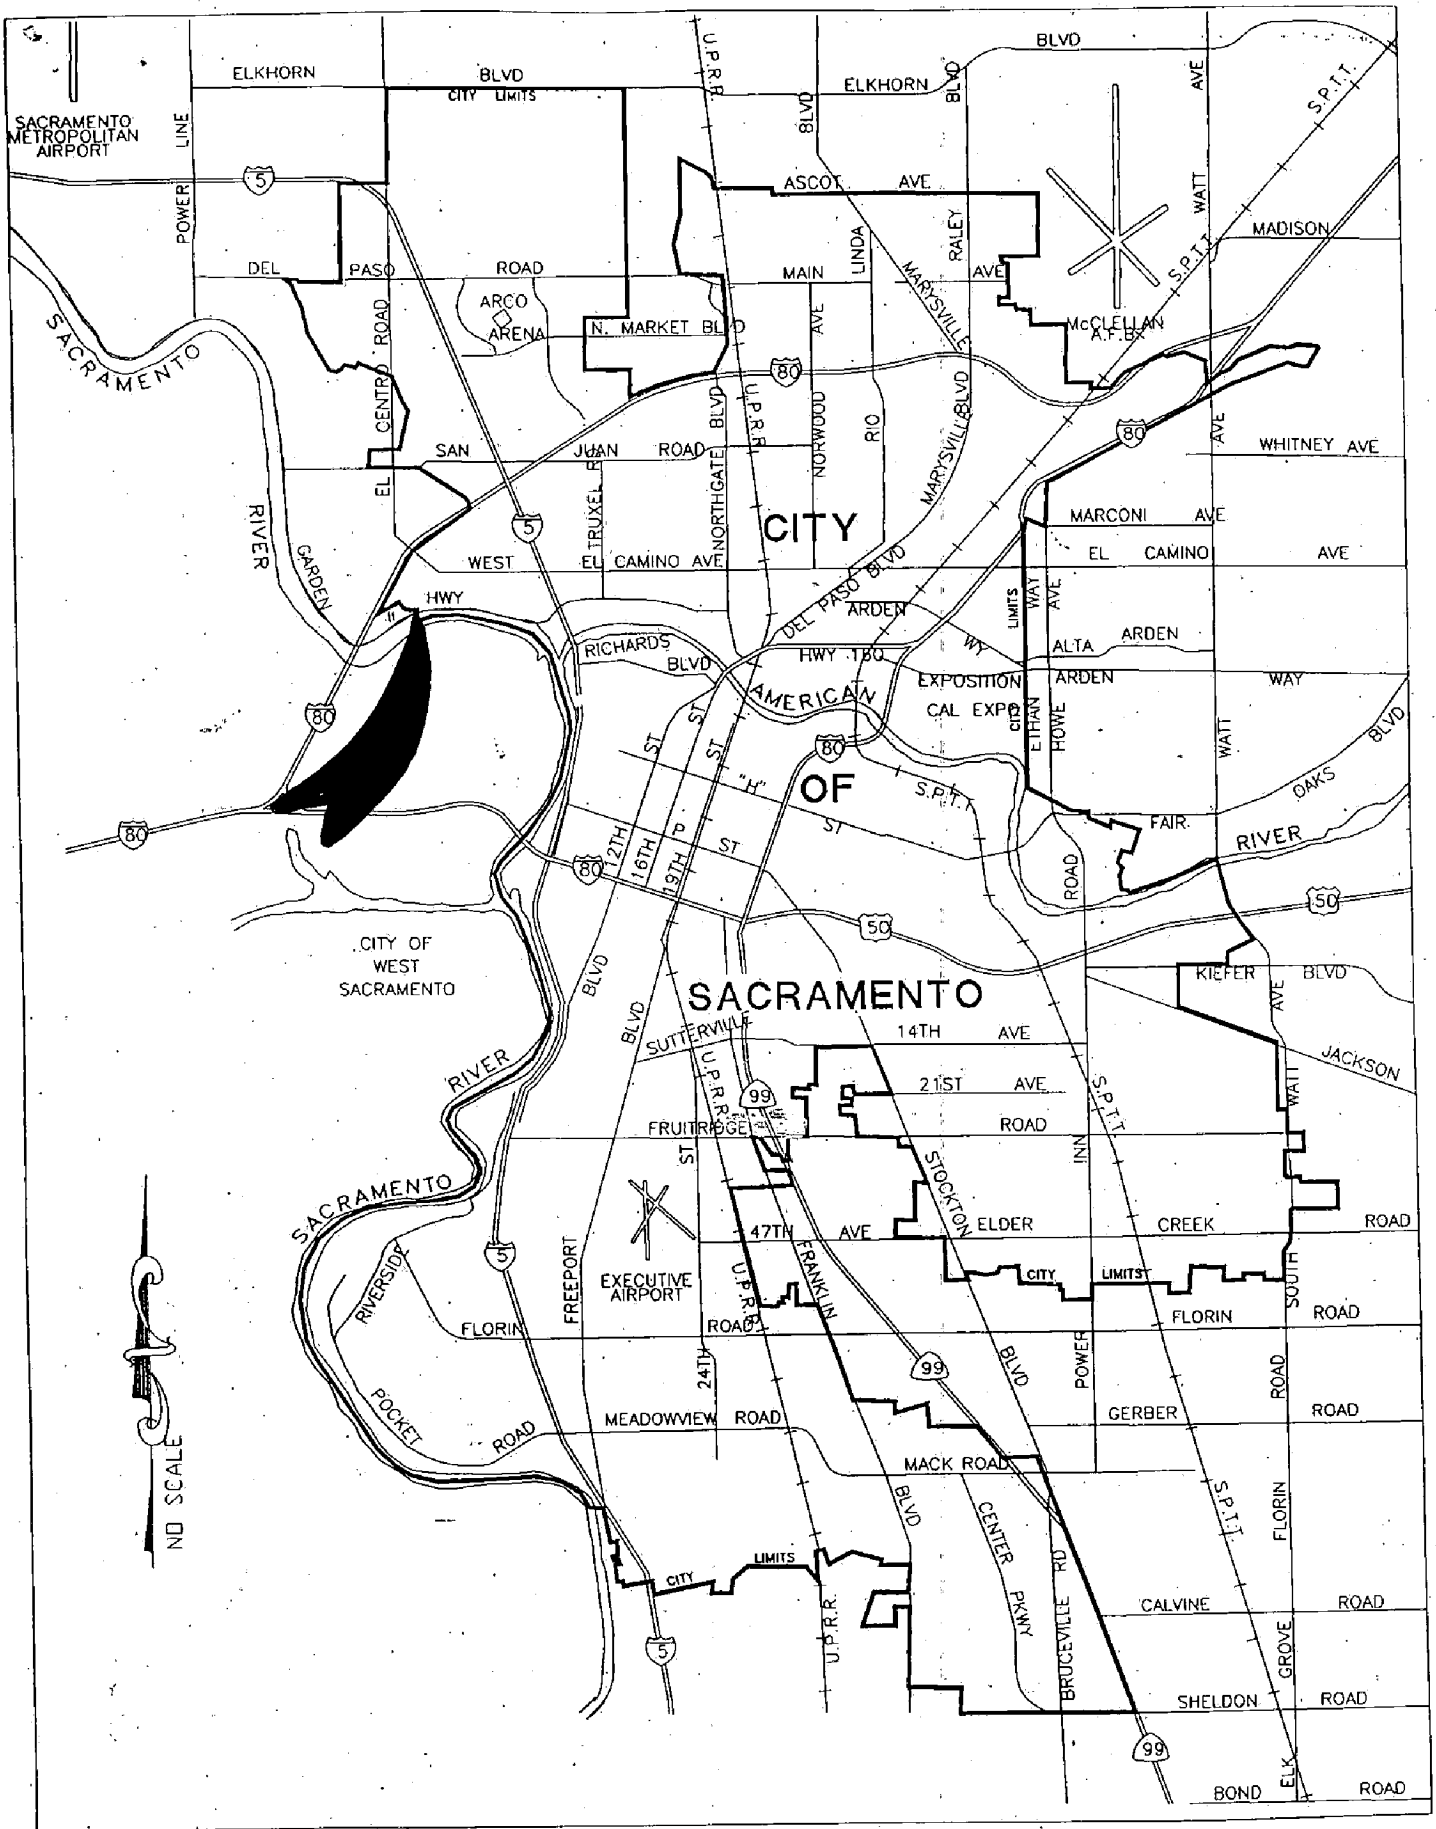 BLVD
ELKHORN
BLVD
CITY LIMITS
ELKHORN
BLVD
BLVD
AVE
U.P.R.R.
S.P.T.T.
SACRAMENTO
METROPOLITAN
AIRPORT
POWER LINE
5
ASCOT AVE
WATT
RALEY
LINDA
MADISON
DEL PASO ROAD
MAIN
AVE
MARYSVILLE
S.P.T.T.
ARCO
ARENA
N. MARKET BLVD
AVE
McCLELLAN
SACRAMENTO
CENTRO ROAD
80
U.P.R.R.
NORTHGATE BLVD
NORWOOD
RIO
MARYSVILLE BLVD
80
AVE
WHITNEY AVE
SAN JUAN ROAD
EL
TRUXEL
RIVER
GARDEN
HWY
5
CITY
MARCONI AVE
WEST
EL CAMINO AVE
EL CAMINO AVE
DEL PASO BLVD
ARDEN
WY
CITY LIMITS
ETHAN WAY
HOWE AVE
ALTA ARDEN
RICHARDS
BLVD
HWY 160
EXPOSITION
ARDEN
WAY
AMERICAN
CAL EXPO
WATT
BLVD
80
ST
ST
ST
80
"H"
ST
OF
S.P.T.T.
OAKS
FAIR
RIVER
80
12TH
16TH
19TH
P
ST
80
ROAD
50
50
CITY OF
WEST
SACRAMENTO
BLVD
BLVD
SACRAMENTO
KIEFER BLVD
AVE
SUTTERVILLE
14TH AVE
JACKSON
RIVER
U.P.R.R.
99
21ST AVE
S.P.T.T.
WATT
FRUITRIDGE
ROAD
ST
INN
STOCKTON
SACRAMENTO
47TH AVE
ELDER CREEK ROAD
5
RIVERSIDE
EXECUTIVE
AIRPORT
FREEPORT
U.P.R.R.
FRANKLIN
CITY LIMITS
SOUTH
FLORIN
ROAD
FLORIN ROAD
24TH
99
BLVD
POWER
ROAD
POCKET
ROAD
MEADOWVIEW ROAD
GERBER ROAD
NO SCALE
MACK ROAD
BLVD
CENTER
PKWY
S.P.T.T.
FLORIN
CITY
LIMITS
U.P.R.R.
BRUCEVILLE RD
CALVINE ROAD
5
GROVE
SHELDON ROAD
99
ELK
BOND ROAD